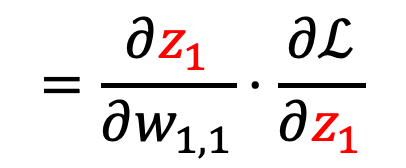 = ∂z₁/∂w₁,₁ · ∂ℒ/∂z₁